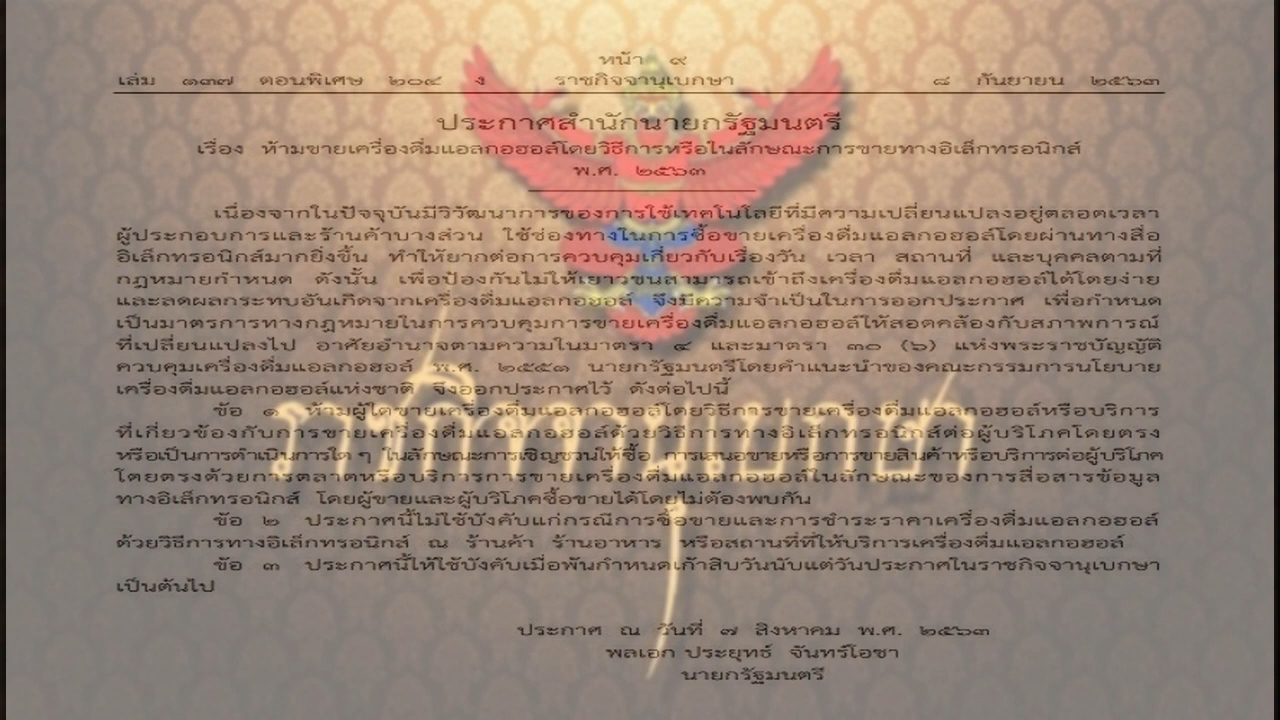 หน้า ๙
เล่ม ๑๓๗ ตอนพิเศษ ๒๐๔ ง ราชกิจจานุเบกษา ๘ กันยายน ๒๕๖๓
ประกาศสำนักนายกรัฐมนตรี
เรื่อง ห้ามขายเครื่องดื่มแอลกอฮอล์โดยวิธีการหรือในลักษณะการขายทางอิเล็กทรอนิกส์
พ.ศ. ๒๕๖๓
เนื่องจากในปัจจุบันมีวิวัฒนาการของการใช้เทคโนโลยีที่มีความเปลี่ยนแปลงอยู่ตลอดเวลา
ผู้ประกอบการและร้านค้าบางส่วน ใช้ช่องทางในการซื้อขายเครื่องดื่มแอลกอฮอล์โดยผ่านทางสื่อ
อิเล็กทรอนิกส์มากยิ่งขึ้น ทำให้ยากต่อการควบคุมเกี่ยวกับเรื่องวัน เวลา สถานที่ และบุคคลตามที่
กฎหมายกำหนด ดังนั้น เพื่อป้องกันไม่ให้เยาวชนสามารถเข้าถึงเครื่องดื่มแอลกอฮอล์ได้โดยง่าย
และลดผลกระทบอันเกิดจากเครื่องดื่มแอลกอฮอล์ จึงมีความจำเป็นในการออกประกาศ เพื่อกำหนด
เป็นมาตรการทางกฎหมายในการควบคุมการขายเครื่องดื่มแอลกอฮอล์ให้สอดคล้องกับสภาพการณ์
ที่เปลี่ยนแปลงไป อาศัยอำนาจตามความในมาตรา ๔ และมาตรา ๓๐ (๖) แห่งพระราชบัญญัติ
ควบคุมเครื่องดื่มแอลกอฮอล์ พ.ศ. ๒๕๕๑ นายกรัฐมนตรีโดยคำแนะนำของคณะกรรมการนโยบาย
เครื่องดื่มแอลกอฮอล์แห่งชาติ จึงออกประกาศไว้ ดังต่อไปนี้
ข้อ ๑ ห้ามผู้ใดขายเครื่องดื่มแอลกอฮอล์โดยวิธีการขายเครื่องดื่มแอลกอฮอล์หรือบริการ
ที่เกี่ยวข้องกับการขายเครื่องดื่มแอลกอฮอล์ด้วยวิธีการทางอิเล็กทรอนิกส์ต่อผู้บริโภคโดยตรง
หรือเป็นการดำเนินการใด ๆ ในลักษณะการเชิญชวนให้ซื้อ การเสนอขายหรือการขายสินค้าหรือบริการต่อผู้บริโภค
โดยตรงด้วยการตลาดหรือบริการการขายเครื่องดื่มแอลกอฮอล์ในลักษณะของการสื่อสารข้อมูล
ทางอิเล็กทรอนิกส์ โดยผู้ขายและผู้บริโภคซื้อขายได้โดยไม่ต้องพบกัน
ข้อ ๒ ประกาศนี้ไม่ใช้บังคับแก่กรณีการซื้อขายและการชำระราคาเครื่องดื่มแอลกอฮอล์
ด้วยวิธีการทางอิเล็กทรอนิกส์ ณ ร้านค้า ร้านอาหาร หรือสถานที่ที่ให้บริการเครื่องดื่มแอลกอฮอล์
ข้อ ๓ ประกาศนี้ให้ใช้บังคับเมื่อพ้นกำหนดเก้าสิบวันนับแต่วันประกาศในราชกิจจานุเบกษา
เป็นต้นไป
ประกาศ ณ วันที่ ๗ สิงหาคม พ.ศ. ๒๕๖๓
พลเอก ประยุทธ์ จันทร์โอชา
นายกรัฐมนตรี
ราชกิจจานุเบกษา